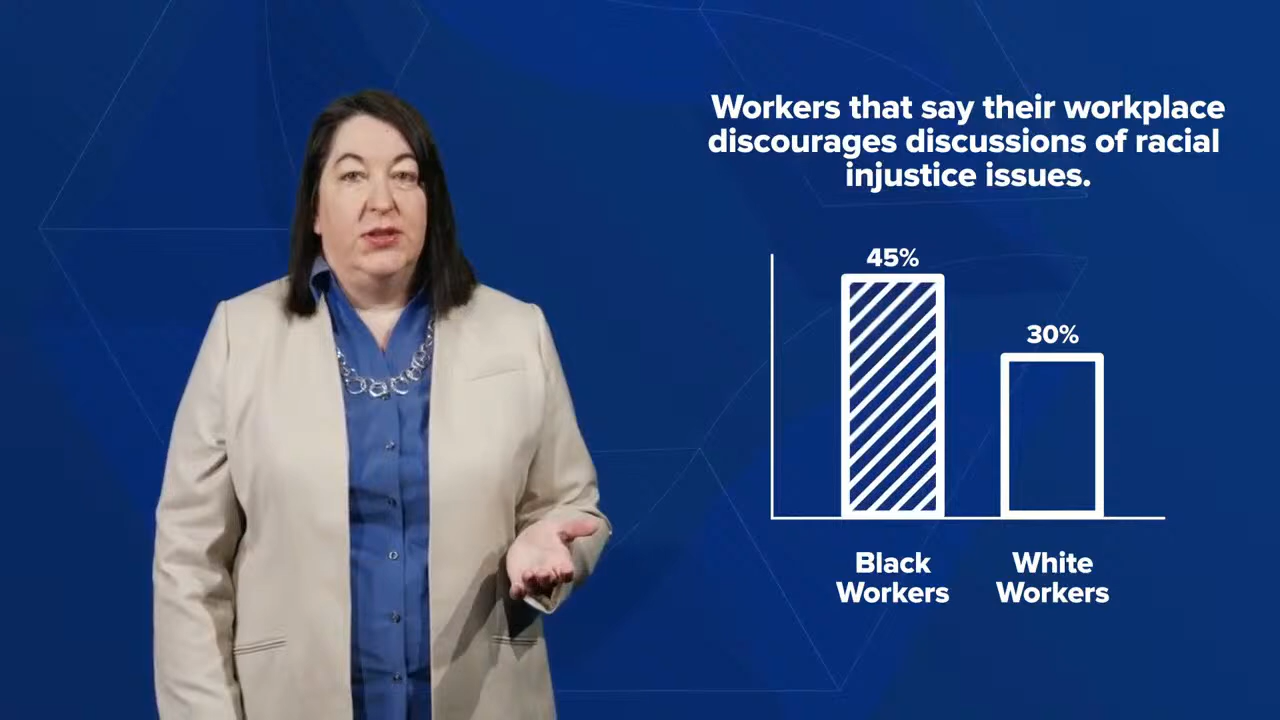 Workers that say their workplace
discourages discussions of racial
injustice issues.
45%
30%
Black
Workers
White
Workers